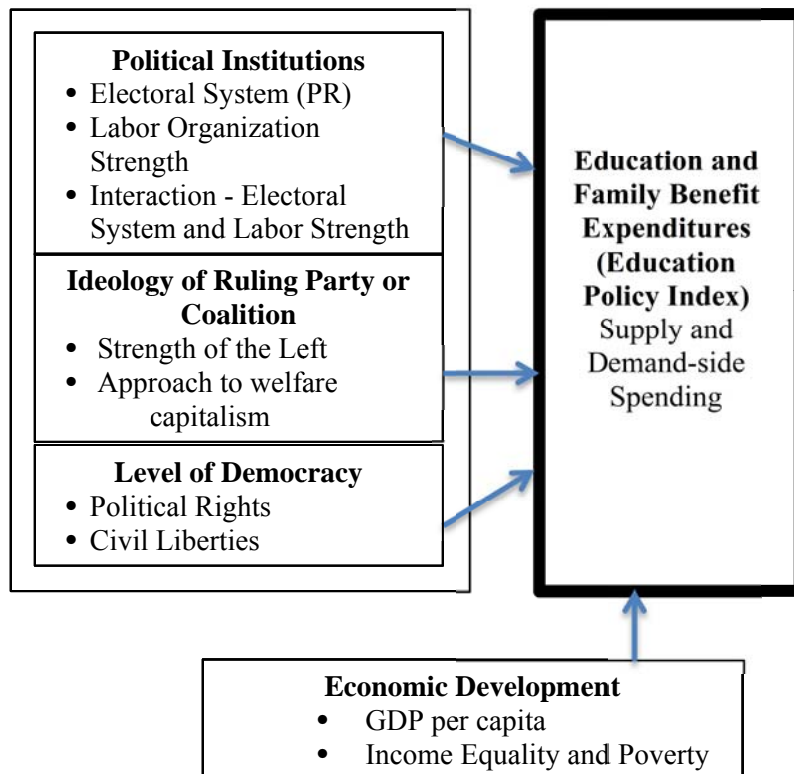 Political Institutions
• Electoral System (PR)
• Labor Organization
Strength
• Interaction - Electoral
System and Labor Strength
Ideology of Ruling Party or
Coalition
• Strength of the Left
• Approach to welfare
capitalism
Level of Democracy
• Political Rights
• Civil Liberties
Education and
Family Benefit
Expenditures
(Education
Policy Index)
Supply and
Demand-side
Spending
Economic Development
• GDP per capita
• Income Equality and Poverty